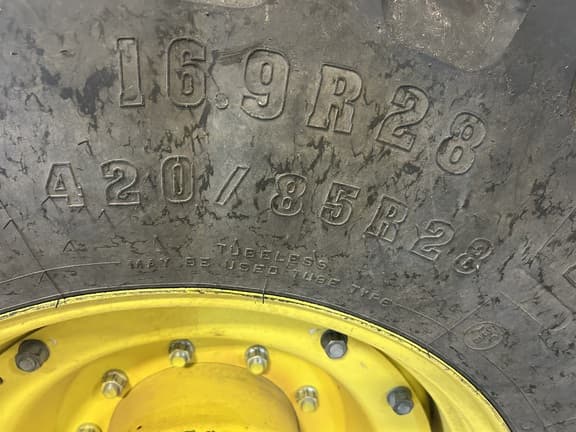 16.9R28
420/85R28
TUBELESS
MAY BE USED TUBE TYPE